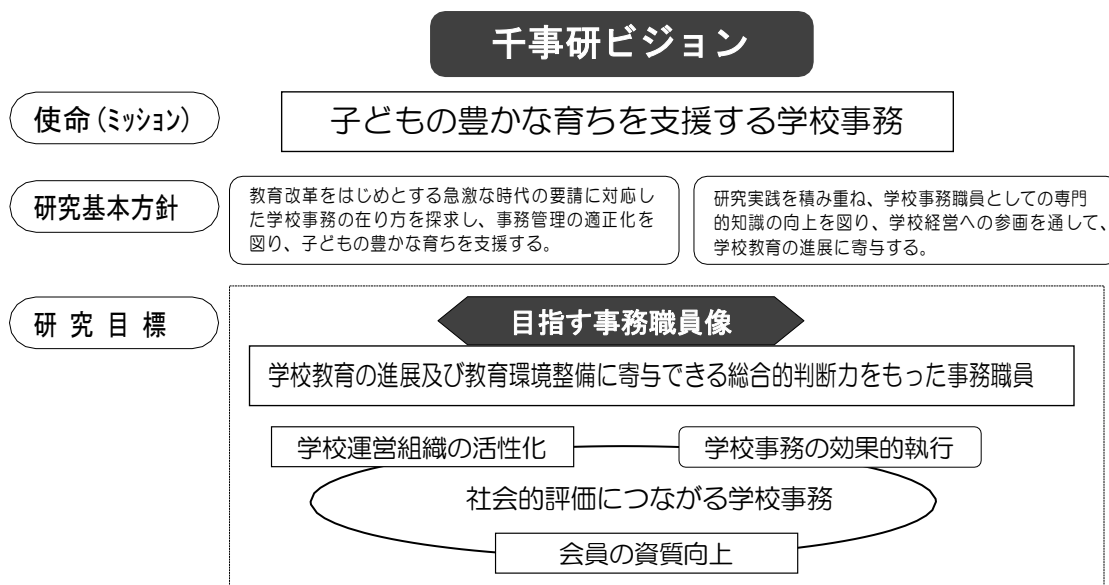 千事研ビジョン
使命(ﾐｯｼｮﾝ)
子どもの豊かな育ちを支援する学校事務
研究基本方針
教育改革をはじめとする急激な時代の要請に対応し
た学校事務の在り方を探求し、事務管理の適正化を
図り、子どもの豊かな育ちを支援する。
研究実践を積み重ね、学校事務職員としての専門
的知識の向上を図り、学校経営への参画を通して、
学校教育の進展に寄与する。
研 究 目 標
目指す事務職員像
学校教育の進展及び教育環境整備に寄与できる総合的判断力をもった事務職員
学校運営組織の活性化
学校事務の効果的執行
社会的評価につながる学校事務
会員の資質向上